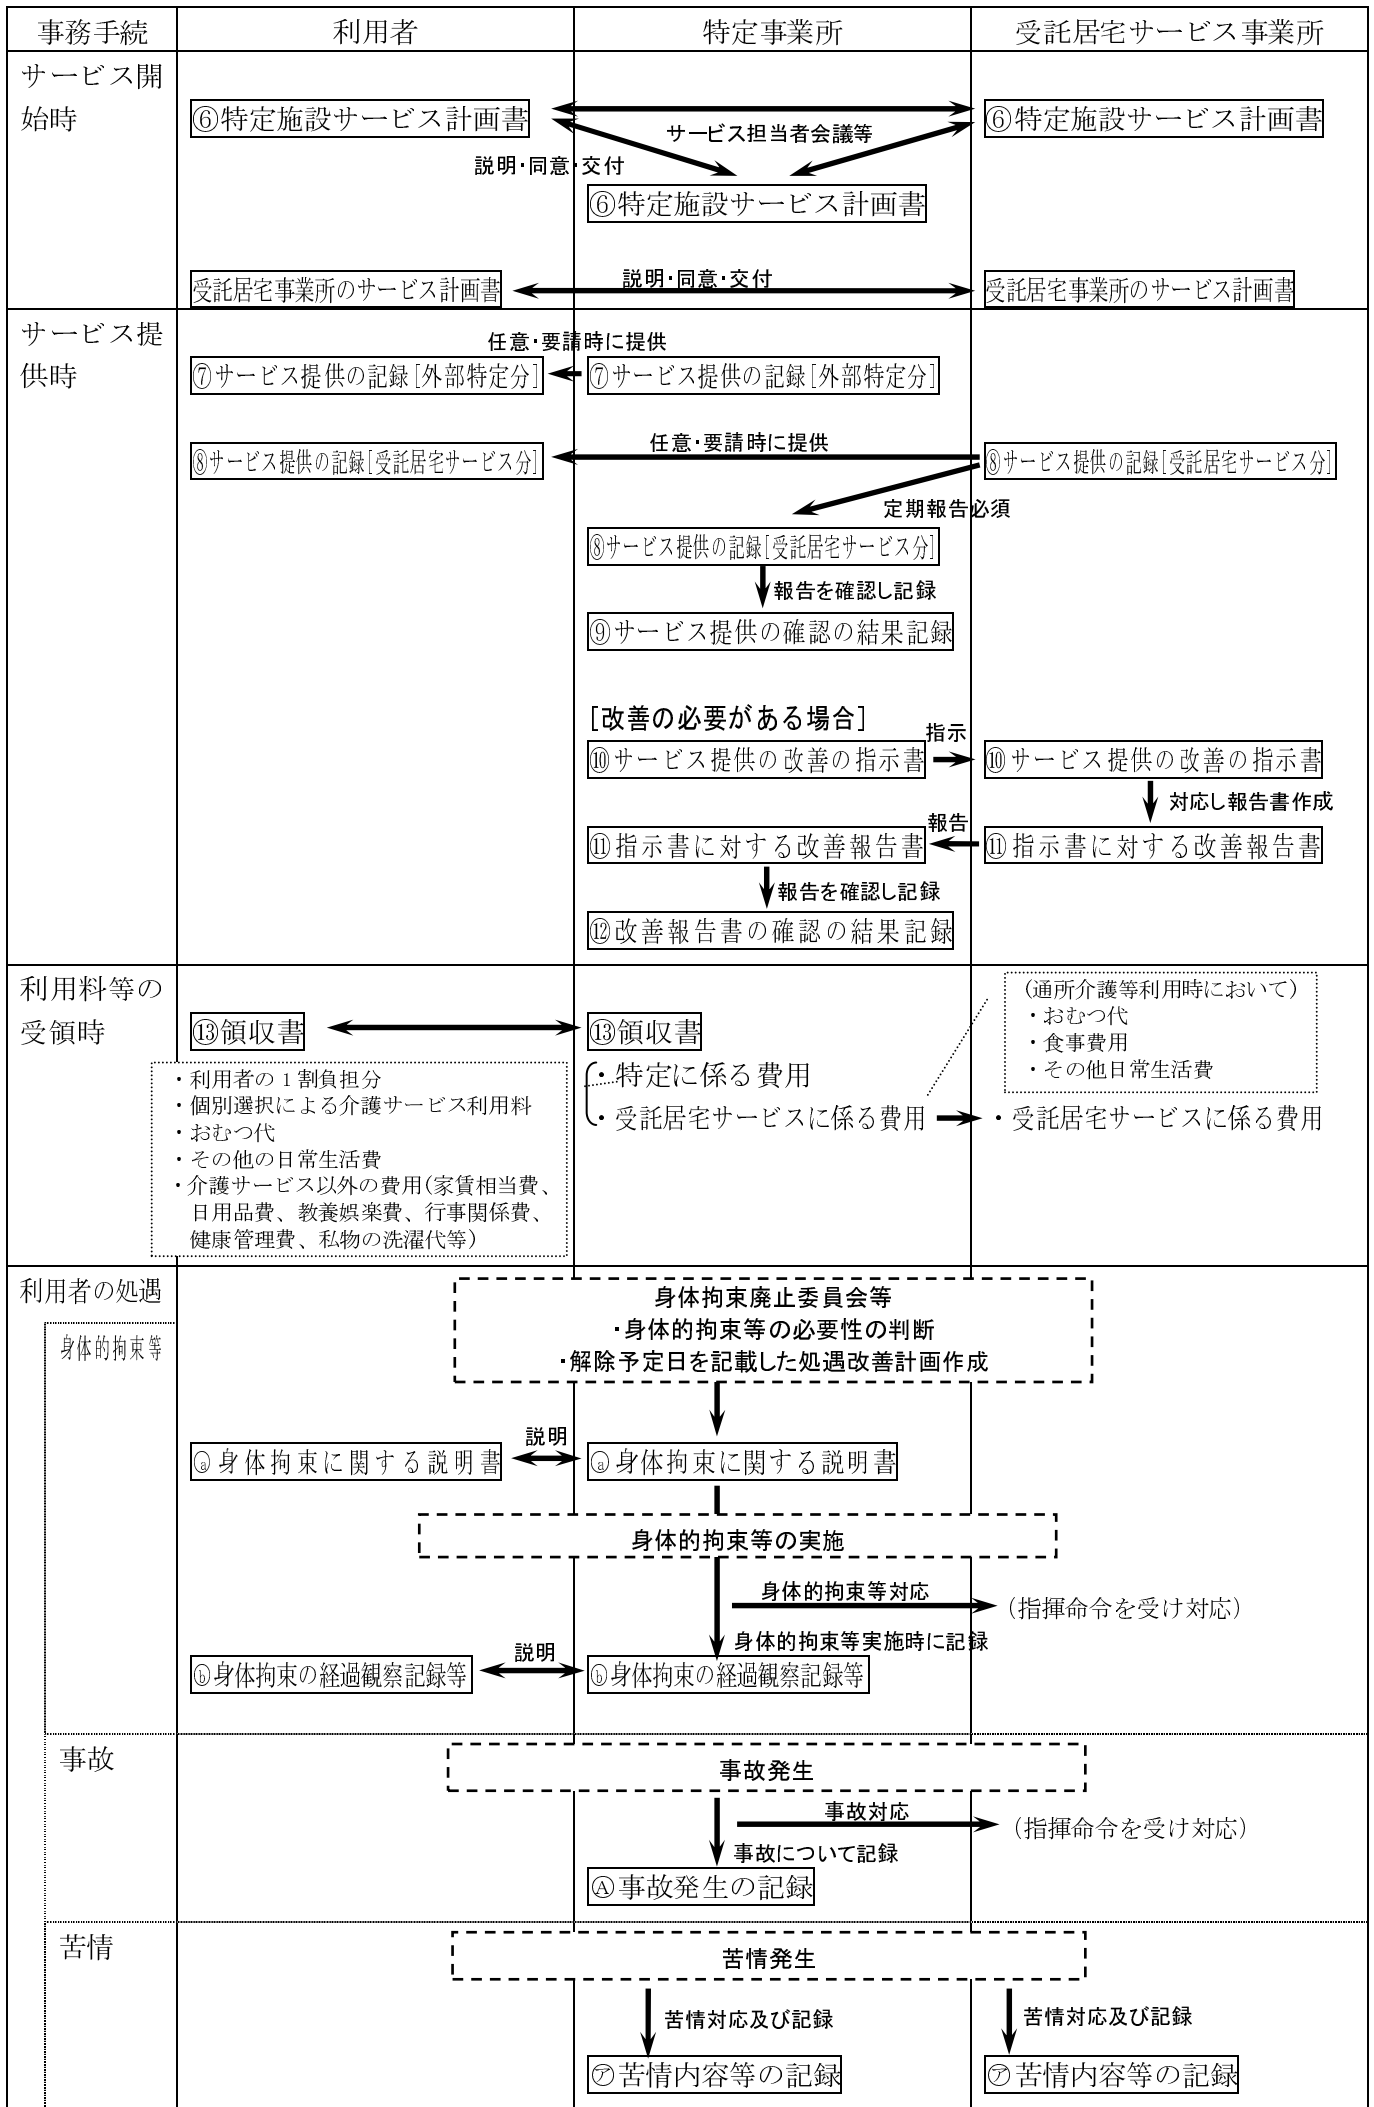 事務手続
利用者
特定事業所
受託居宅サービス事業所
サービス開
始時
⑥特定施設サービス計画書
⑥特定施設サービス計画書
サービス担当者会議等
説明・同意・交付
⑥特定施設サービス計画書
説明・同意・交付
受託居宅事業所のサービス計画書
受託居宅事業所のサービス計画書
サービス提
供時
任意・要請時に提供
⑦サービス提供の記録[外部特定分]
⑦サービス提供の記録[外部特定分]
任意・要請時に提供
⑧サービス提供の記録[受託居宅サービス分]
⑧サービス提供の記録[受託居宅サービス分]
定期報告必須
⑧サービス提供の記録[受託居宅サービス分]
報告を確認し記録
⑨サービス提供の確認の結果記録
[改善の必要がある場合]
指示
⑩サービス提供の改善の指示書
⑩サービス提供の改善の指示書
対応し報告書作成
報告
⑪指示書に対する改善報告書
⑪指示書に対する改善報告書
報告を確認し記録
⑫改善報告書の確認の結果記録
利用料等の
受領時
⑬領収書
⑬領収書
(通所介護等利用時において)
・おむつ代
・食事費用
・その他日常生活費
・特定に係る費用
・受託居宅サービスに係る費用
・受託居宅サービスに係る費用
・利用者の1割負担分
・個別選択による介護サービス利用料
・おむつ代
・その他の日常生活費
・介護サービス以外の費用(家賃相当費、
日用品費、教養娯楽費、行事関係費、
健康管理費、私物の洗濯代等)
利用者の処遇
身体的拘束等
身体拘束廃止委員会等
・身体的拘束等の必要性の判断
・解除予定日を記載した処遇改善計画作成
説明
ⓐ身体拘束に関する説明書
ⓐ身体拘束に関する説明書
身体的拘束等の実施
身体的拘束等対応
(指揮命令を受け対応)
身体的拘束等実施時に記録
説明
ⓑ身体拘束の経過観察記録等
ⓑ身体拘束の経過観察記録等
事故
事故発生
事故対応
(指揮命令を受け対応)
事故について記録
Ⓐ事故発生の記録
苦情
苦情発生
苦情対応及び記録
苦情対応及び記録
㋐苦情内容等の記録
㋐苦情内容等の記録